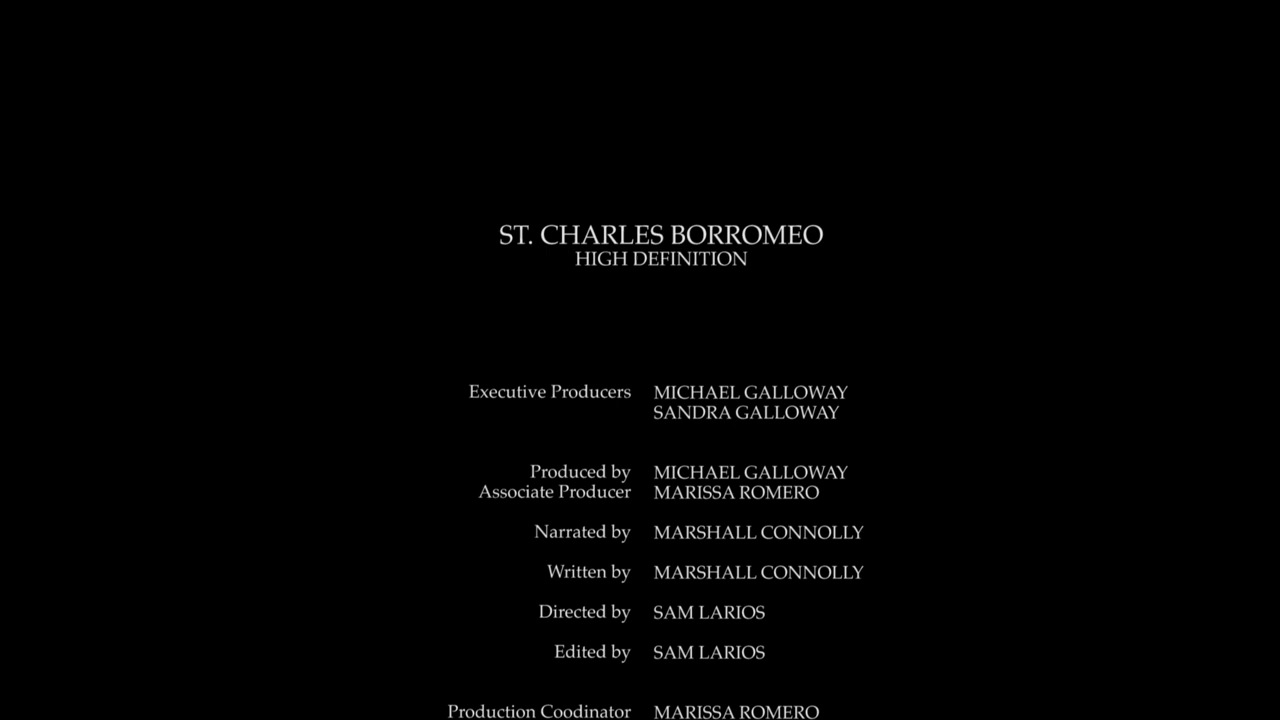 ST. CHARLES BORROMEO
HIGH DEFINITION
Executive Producers MICHAEL GALLOWAY
SANDRA GALLOWAY
Produced by MICHAEL GALLOWAY
Associate Producer MARISSA ROMERO
Narrated by MARSHALL CONNOLLY
Written by MARSHALL CONNOLLY
Directed by SAM LARIOS
Edited by SAM LARIOS
Production Coodinator MARISSA ROMERO